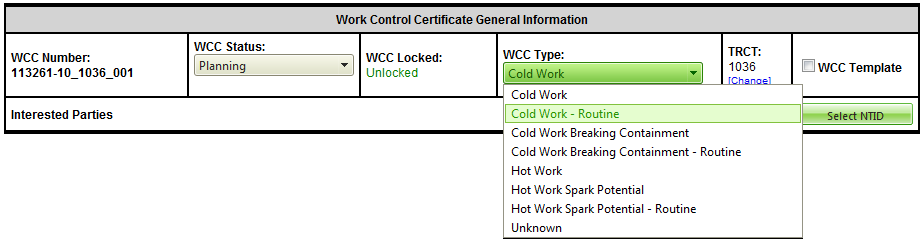 Work Control Certificate General Information
WCC Number:
113261-10_1036_001
WCC Status:
Planning
WCC Locked:
Unlocked
WCC Type:
Cold Work
TRCT:
1036
[Change]
WCC Template
Interested Parties
Select NTID
Cold Work
Cold Work - Routine
Cold Work Breaking Containment
Cold Work Breaking Containment - Routine
Hot Work
Hot Work Spark Potential
Hot Work Spark Potential - Routine
Unknown